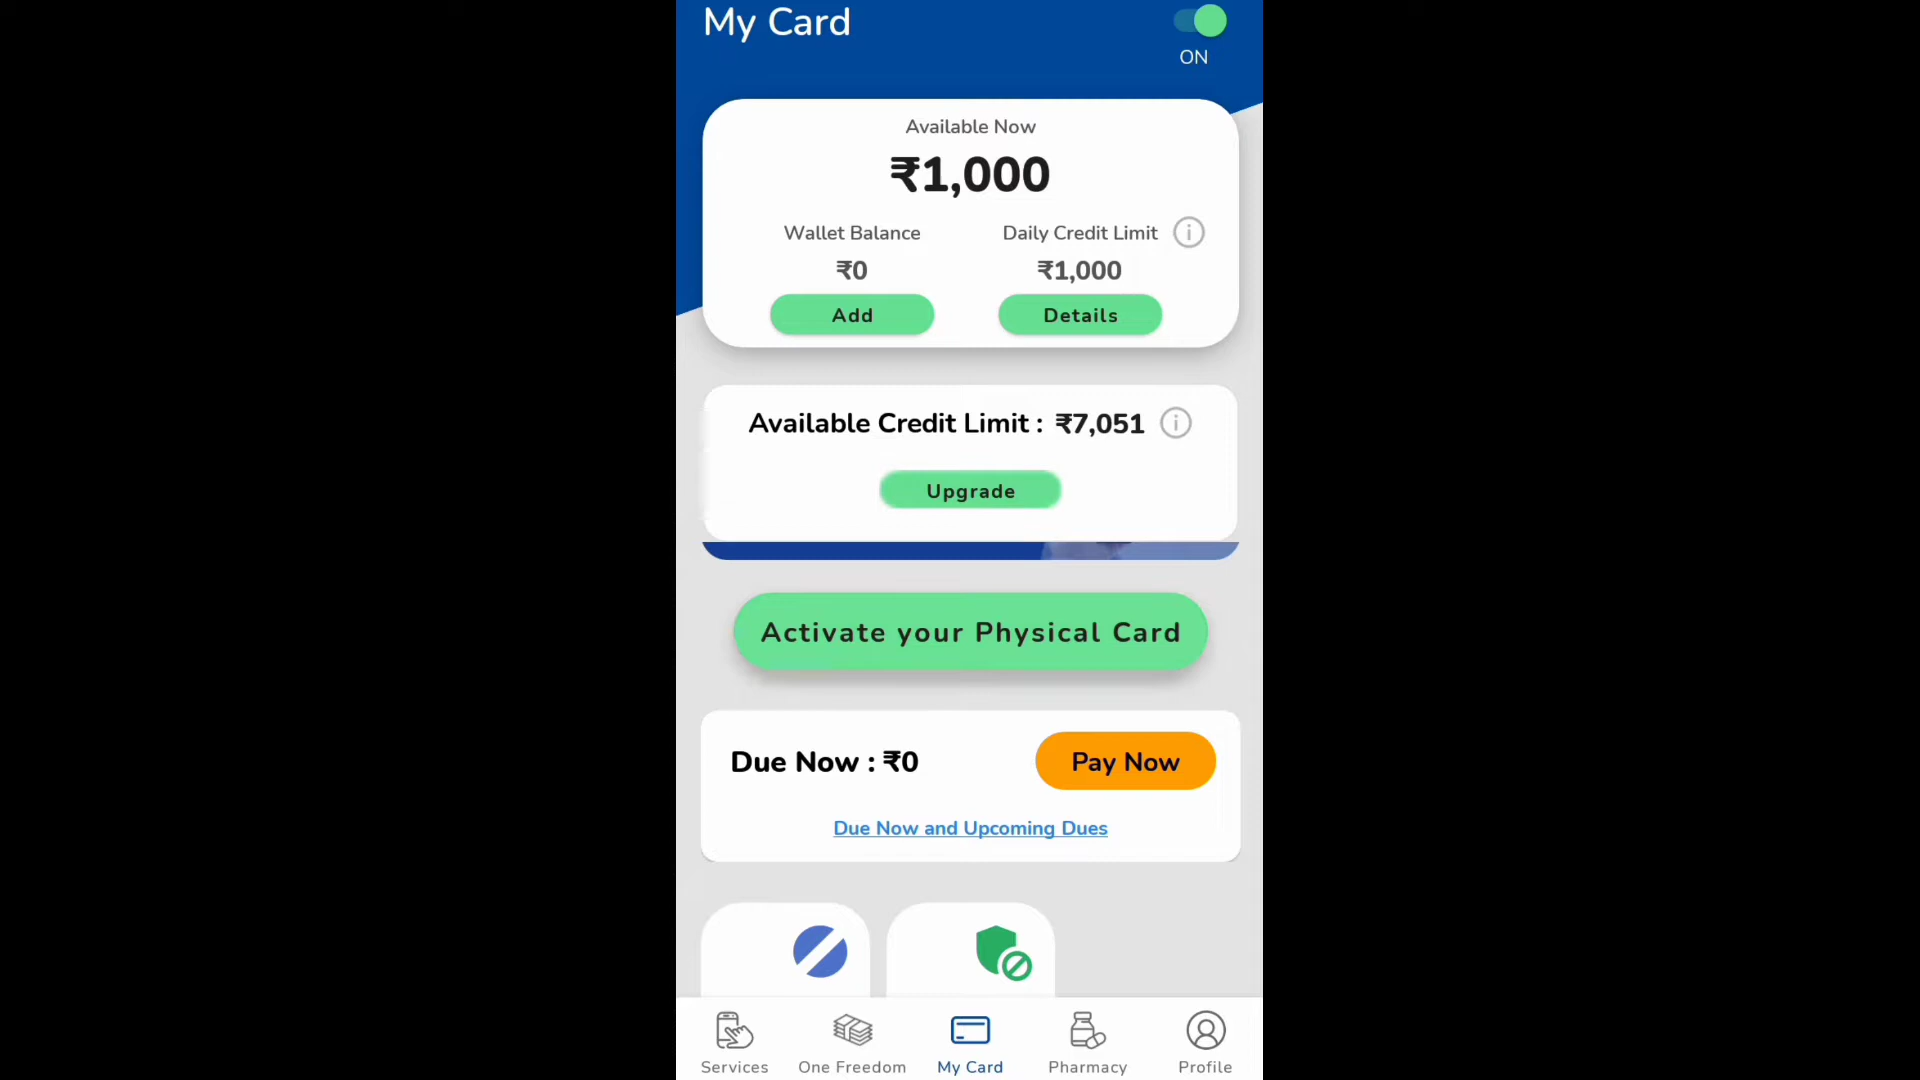 My Card
ON
Available Now
₹1,000
Wallet Balance
Daily Credit Limit
₹0
₹1,000
Add
Details
Available Credit Limit : ₹7,051
Upgrade
Activate your Physical Card
Due Now : ₹0
Pay Now
Due Now and Upcoming Dues
Services
One Freedom
My Card
Pharmacy
Profile